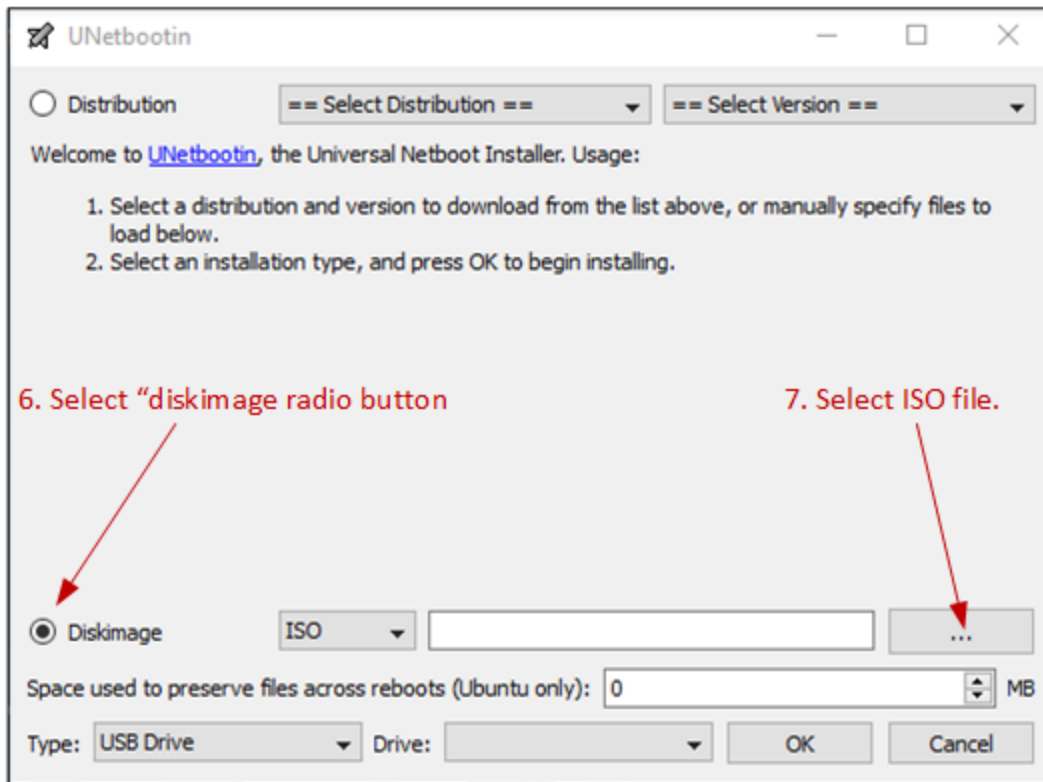 UNetbootin
Distribution == Select Distribution == == Select Version ==
Welcome to UNetbootin, the Universal Netboot Installer. Usage:
1. Select a distribution and version to download from the list above, or manually specify files to
load below.
2. Select an installation type, and press OK to begin installing.
6. Select “diskimage radio button 7. Select ISO file.
Diskimage ISO ...
Space used to preserve files across reboots (Ubuntu only): 0 MB
Type: USB Drive Drive: OK Cancel